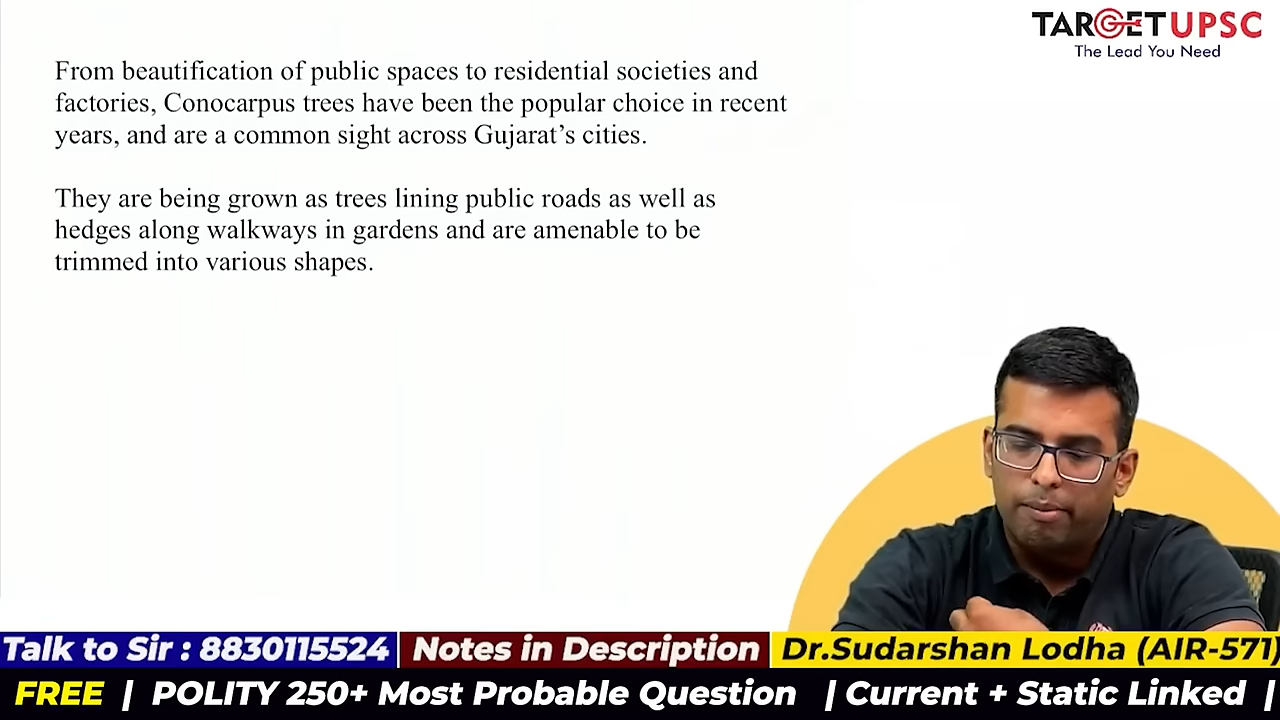 TARGETUPSC
The Lead You Need
From beautification of public spaces to residential societies and
factories, Conocarpus trees have been the popular choice in recent
years, and are a common sight across Gujarat’s cities.
They are being grown as trees lining public roads as well as
hedges along walkways in gardens and are amenable to be
trimmed into various shapes.
Talk to Sir : 8830115524 Notes in Description Dr.Sudarshan Lodha (AIR-571)
FREE | POLITY 250+ Most Probable Question | Current + Static Linked |